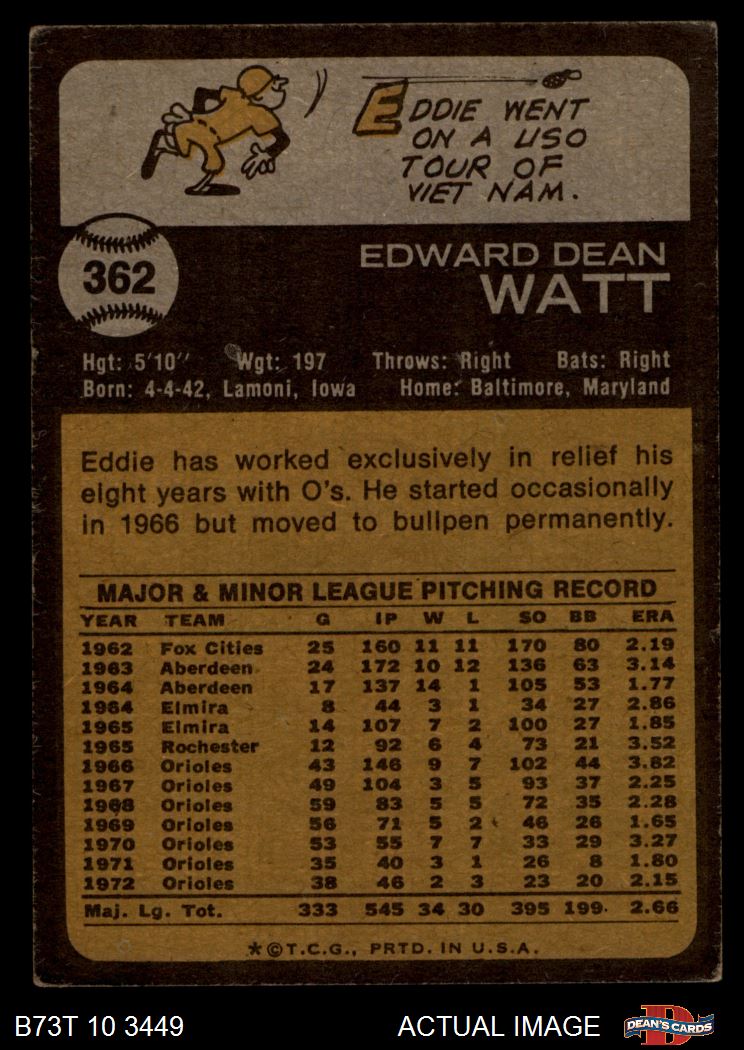 EDDIE WENT
ON A USO
TOUR OF
VIET NAM.
362
EDWARD DEAN
WATT
Hgt: 5'10" Wgt: 197 Throws: Right Bats: Right
Born: 4-4-42, Lamoni, Iowa Home: Baltimore, Maryland
Eddie has worked exclusively in relief his
eight years with O's. He started occasionally
in 1966 but moved to bullpen permanently.
MAJOR & MINOR LEAGUE PITCHING RECORD
YEAR TEAM G IP W L SO BB ERA
1962 Fox Cities 25 160 11 11 170 80 2.19
1963 Aberdeen 24 172 10 12 136 63 3.14
1964 Aberdeen 17 137 14 1 105 53 1.77
1964 Elmira 8 44 3 1 34 27 2.86
1965 Elmira 14 107 7 2 100 27 1.85
1965 Rochester 12 92 6 4 73 21 3.52
1966 Orioles 43 146 9 7 102 44 3.82
1967 Orioles 49 104 3 5 93 37 2.25
1968 Orioles 59 83 5 5 72 35 2.28
1969 Orioles 56 71 5 2 46 26 1.65
1970 Orioles 53 55 7 7 33 29 3.27
1971 Orioles 35 40 3 1 26 8 1.80
1972 Orioles 38 46 2 3 23 20 2.15
Maj. Lg. Tot. 333 545 34 30 395 199 2.66
*©T.C.G., PRTD. IN U.S.A.
B73T 10 3449 ACTUAL IMAGE DEAN'S CARDS